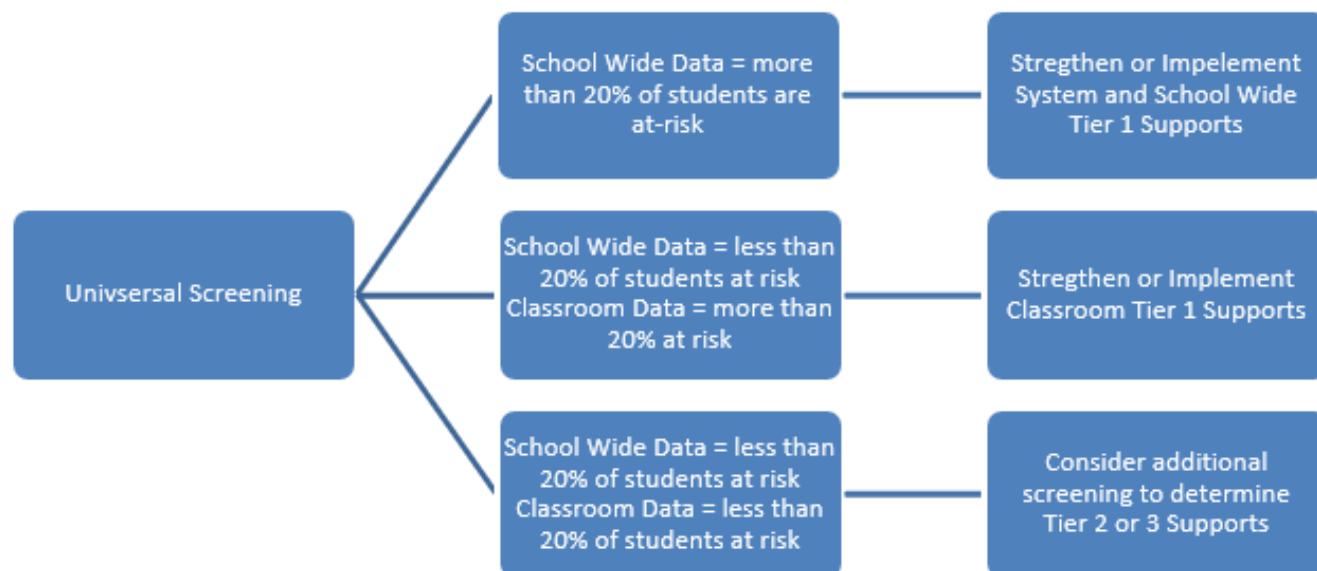 School Wide Data = more
than 20% of students are
at-risk
Stregthen or Impelement
System and School Wide
Tier 1 Supports
Univsersal Screening
School Wide Data = less than
20% of students at risk
Classroom Data = more than
20% at risk
Stregthen or Implement
Classroom Tier 1 Supports
School Wide Data = less than
20% of students at risk
Classroom Data = less than
20% of students at risk
Consider additional
screening to determine
Tier 2 or 3 Supports